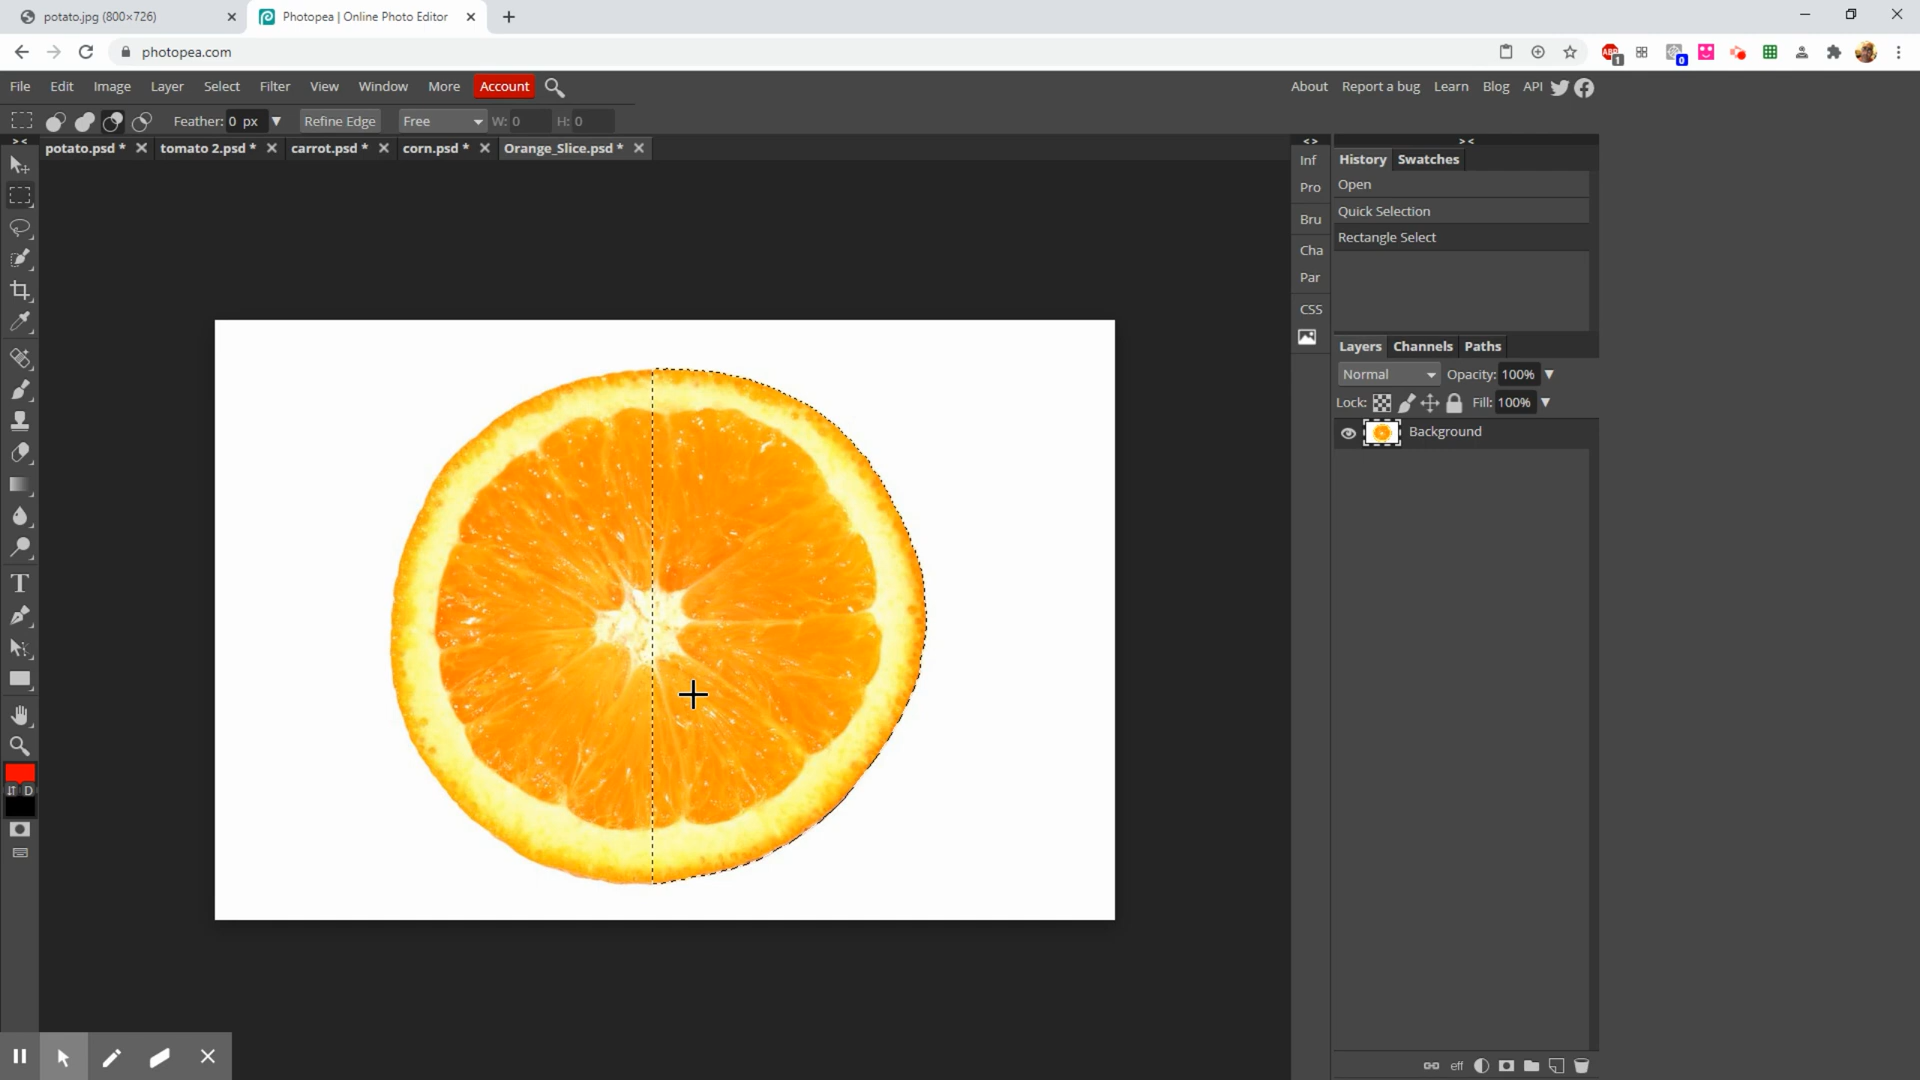 potato.jpg (800×726)
Photopea | Online Photo Editor
photopea.com
1
0
File Edit Image Layer Select Filter View Window More Account
About Report a bug Learn Blog API
Feather: 0 px Refine Edge Free W: 0 H: 0
potato.psd * tomato 2.psd * carrot.psd * corn.psd * Orange_Slice.psd *
> <
< >
> <
Inf
Pro
Bru
Cha
Par
CSS
History Swatches
Open
Quick Selection
Rectangle Select
Layers Channels Paths
Normal Opacity: 100%
Lock: Fill: 100%
Background
T
D
eff